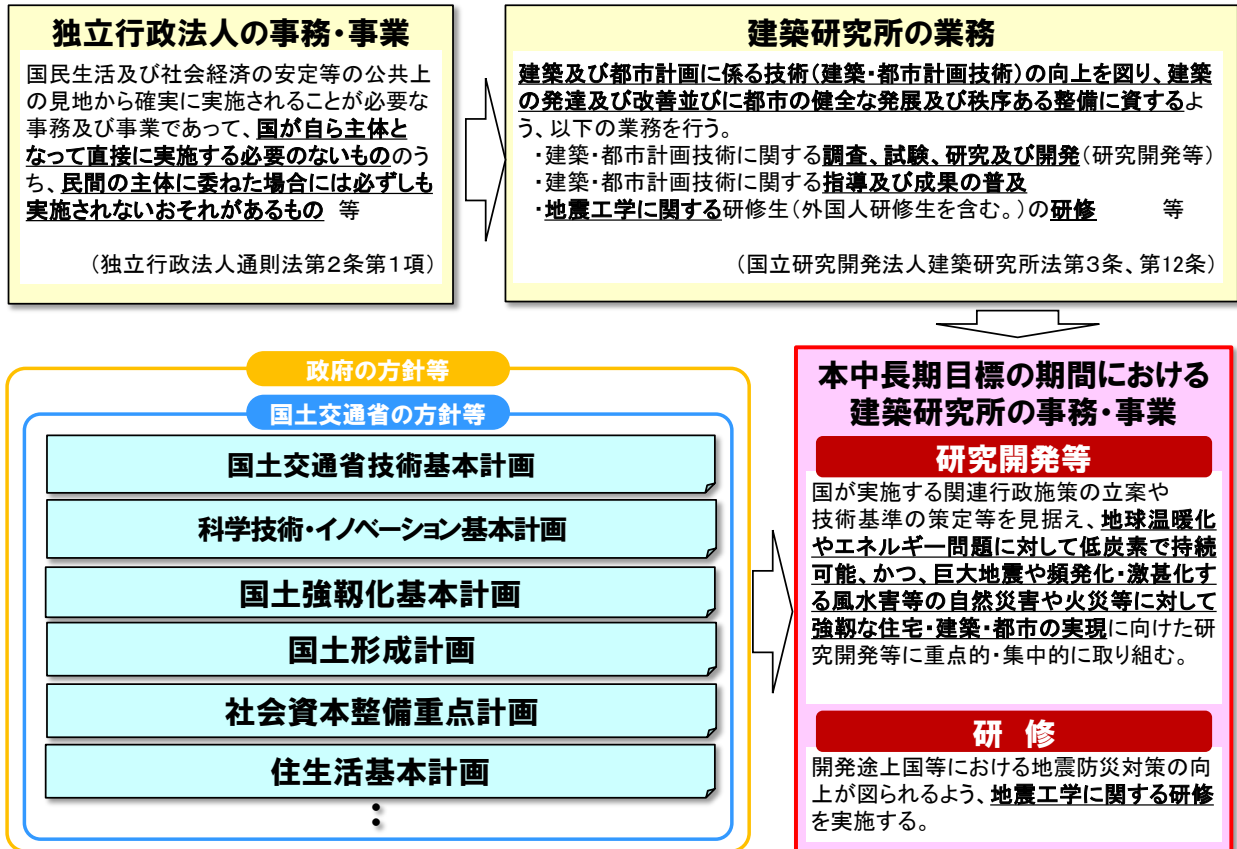 独立行政法人の事務・事業
国民生活及び社会経済の安定等の公共上
の見地から確実に実施されることが必要な
事務及び事業であって、国が自ら主体と
なって直接に実施する必要のないもののう
ち、民間の主体に委ねた場合には必ずしも
実施されないおそれがあるもの 等
（独立行政法人通則法第２条第１項）
建築研究所の業務
建築及び都市計画に係る技術（建築・都市計画技術）の向上を図り、建築
の発達及び改善並びに都市の健全な発展及び秩序ある整備に資するよ
う、以下の業務を行う。
・建築・都市計画技術に関する調査、試験、研究及び開発（研究開発等）
・建築・都市計画技術に関する指導及び成果の普及
・地震工学に関する研修生（外国人研修生を含む。）の研修 等
（国立研究開発法人建築研究所法第３条、第12条）
政府の方針等
国土交通省の方針等
国土交通省技術基本計画
科学技術・イノベーション基本計画
国土強靱化基本計画
国土形成計画
社会資本整備重点計画
住生活基本計画
：
本中長期目標の期間における
建築研究所の事務・事業
研究開発等
国が実施する関連行政施策の立案や
技術基準の策定等を見据え、地球温暖化
やエネルギー問題に対して低炭素で持続
可能、かつ、巨大地震や頻発化・激甚化す
る風水害等の自然災害や火災等に対して
強靱な住宅・建築・都市の実現に向けた研
究開発等に重点的・集中的に取り組む。
研 修
開発途上国等における地震防災対策の向
上が図られるよう、地震工学に関する研修
を実施する。